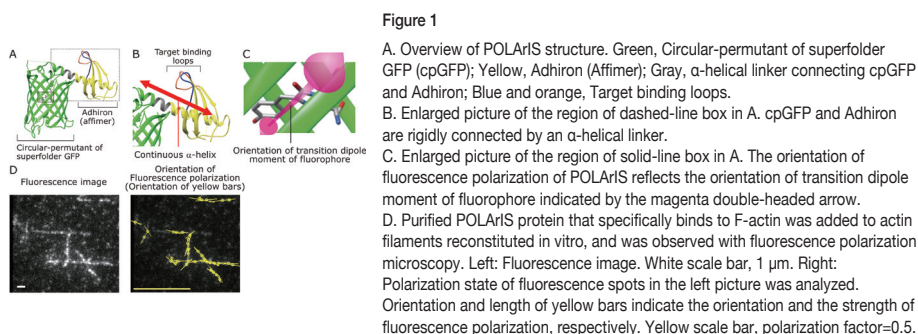 A
Adhiron
(affimer)
Circular-permutant of
superfolder GFP
B
Target binding
loops
Continuous α-helix
C
Orientation of transition dipole
moment of fluorophore
D
Fluorescence image
Orientation of
Fluorescence polarization
(Orientation of yellow bars)
Figure 1
A. Overview of POLArIS structure. Green, Circular-permutant of superfolder
GFP (cpGFP); Yellow, Adhiron (Affimer); Gray, α-helical linker connecting cpGFP
and Adhiron; Blue and orange, Target binding loops.
B. Enlarged picture of the region of dashed-line box in A. cpGFP and Adhiron
are rigidly connected by an α-helical linker.
C. Enlarged picture of the region of solid-line box in A. The orientation of
fluorescence polarization of POLArIS reflects the orientation of transition dipole
moment of fluorophore indicated by the magenta double-headed arrow.
D. Purified POLArIS protein that specifically binds to F-actin was added to actin
filaments reconstituted in vitro, and was observed with fluorescence polarization
microscopy. Left: Fluorescence image. White scale bar, 1 µm. Right:
Polarization state of fluorescence spots in the left picture was analyzed.
Orientation and length of yellow bars indicate the orientation and the strength of
fluorescence polarization, respectively. Yellow scale bar, polarization factor=0.5.